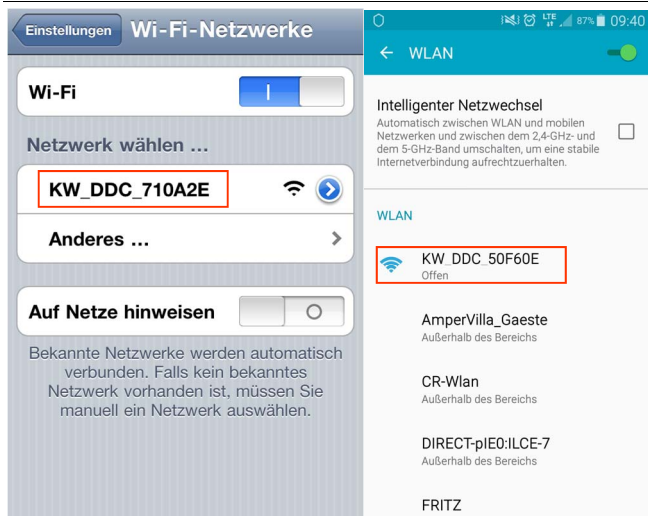 Einstellungen
Wi-Fi-Netzwerke
Wi-Fi
Netzwerk wählen ...
KW_DDC_710A2E
Anderes ...
Auf Netze hinweisen
Bekannte Netzwerke werden automatisch
verbunden. Falls kein bekanntes
Netzwerk vorhanden ist, müssen Sie
manuell ein Netzwerk auswählen.
LTE 87% 09:40
WLAN
Intelligenter Netzwechsel
Automatisch zwischen WLAN und mobilen
Netzwerken und zwischen dem 2,4-GHz- und
dem 5-GHz-Band umschalten, um eine stabile
Internetverbindung aufrechtzuerhalten.
WLAN
KW_DDC_50F60E
Offen
AmperVilla_Gaeste
Außerhalb des Bereichs
CR-Wlan
Außerhalb des Bereichs
DIRECT-pIE0:ILCE-7
Außerhalb des Bereichs
FRITZ